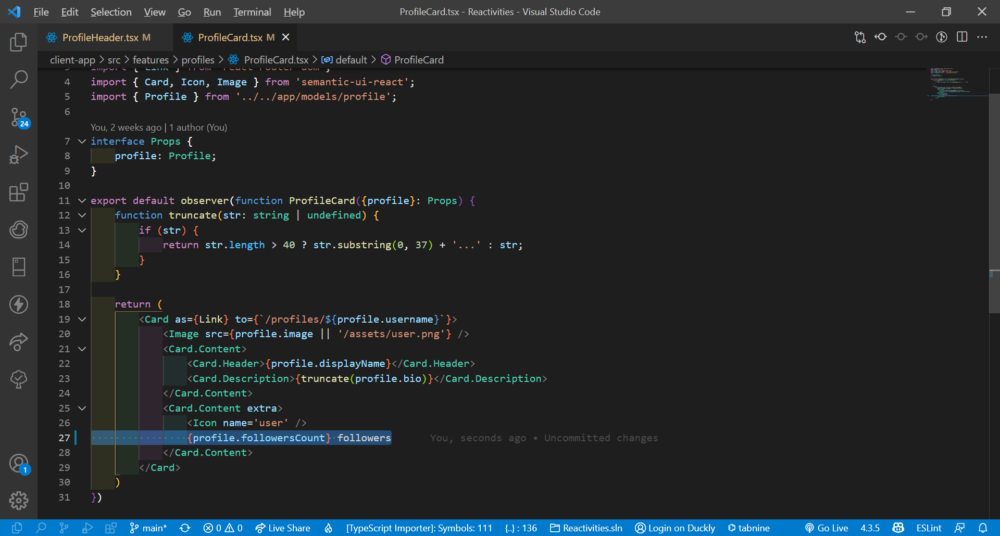 File Edit Selection View Go Run Terminal Help ProfileCard.tsx - Reactivities - Visual Studio Code
ProfileHeader.tsx M ProfileCard.tsx M
client-app > src > features > profiles > ProfileCard.tsx > default > ProfileCard
3 import { Link } from 'react-router-dom';
4 import { Card, Icon, Image } from 'semantic-ui-react';
5 import { Profile } from '../../app/models/profile';
6
You, 2 weeks ago | 1 author (You)
7 interface Props {
8 profile: Profile;
9 }
10
11 export default observer(function ProfileCard({profile}: Props) {
12 function truncate(str: string | undefined) {
13 if (str) {
14 return str.length > 40 ? str.substring(0, 37) + '...' : str;
15 }
16 }
17
18 return (
19 <Card as={Link} to={`/profiles/${profile.username}`}>
20 <Image src={profile.image || '/assets/user.png'} />
21 <Card.Content>
22 <Card.Header>{profile.displayName}</Card.Header>
23 <Card.Description>{truncate(profile.bio)}</Card.Description>
24 </Card.Content>
25 <Card.Content extra>
26 <Icon name='user' />
27 {profile.followersCount} followers You, seconds ago • Uncommitted changes
28 </Card.Content>
29 </Card>
30 )
31 })
24
1
main* 0 0 Live Share [TypeScript Importer]: Symbols: 111 {..} : 136 Reactivities.sln Login on Duckly tabnine Go Live 4.3.5 ESLint